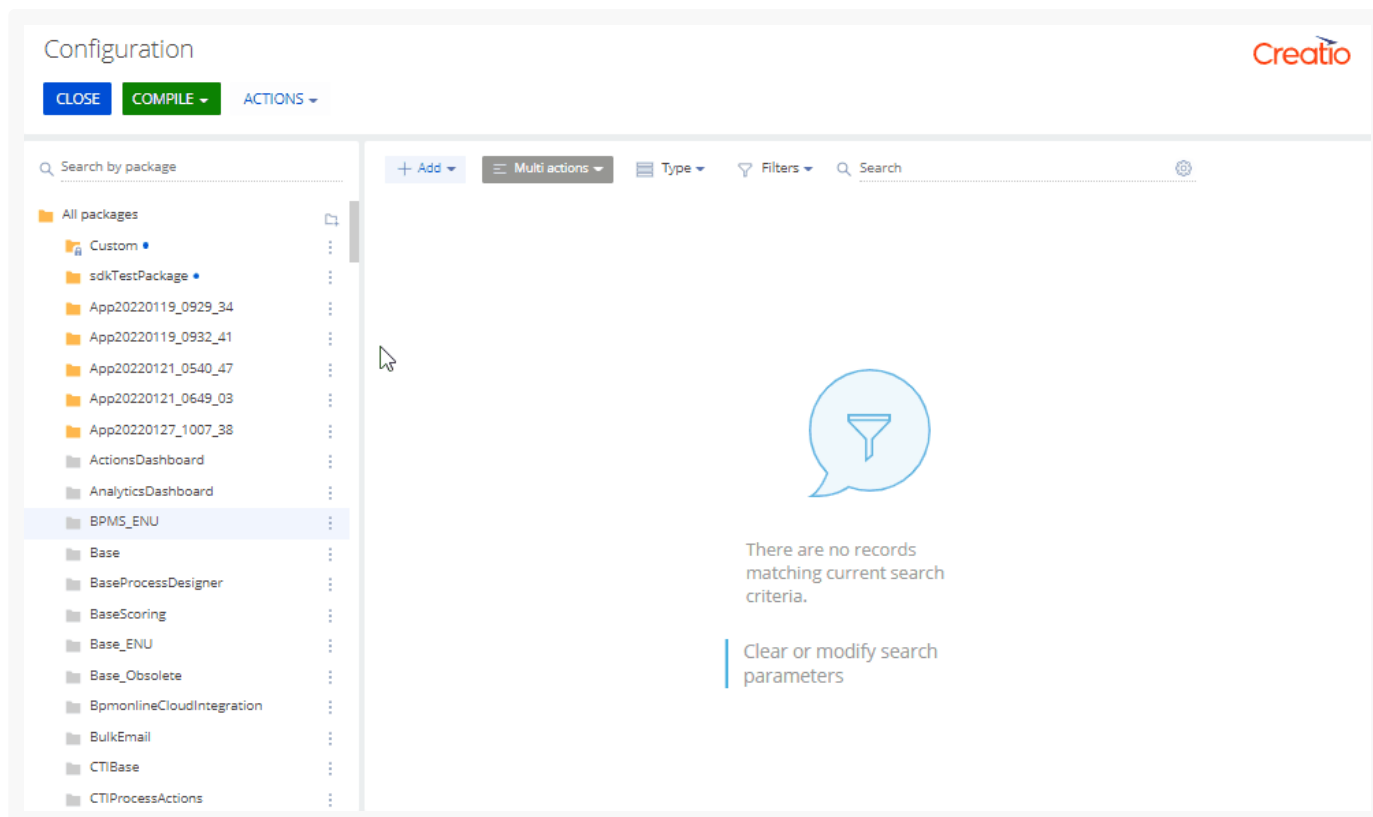 Configuration
Creatio
CLOSE
COMPILE
ACTIONS
Search by package
+ Add
Multi actions
Type
Filters
Search
All packages
Custom
sdkTestPackage
App20220119_0929_34
App20220119_0932_41
App20220121_0540_47
App20220121_0649_03
App20220127_1007_38
ActionsDashboard
AnalyticsDashboard
BPMS_ENU
Base
BaseProcessDesigner
BaseScoring
Base_ENU
Base_Obsolete
BpmonlineCloudIntegration
BulkEmail
CTIBase
CTIProcessActions
There are no records
matching current search
criteria.
Clear or modify search
parameters